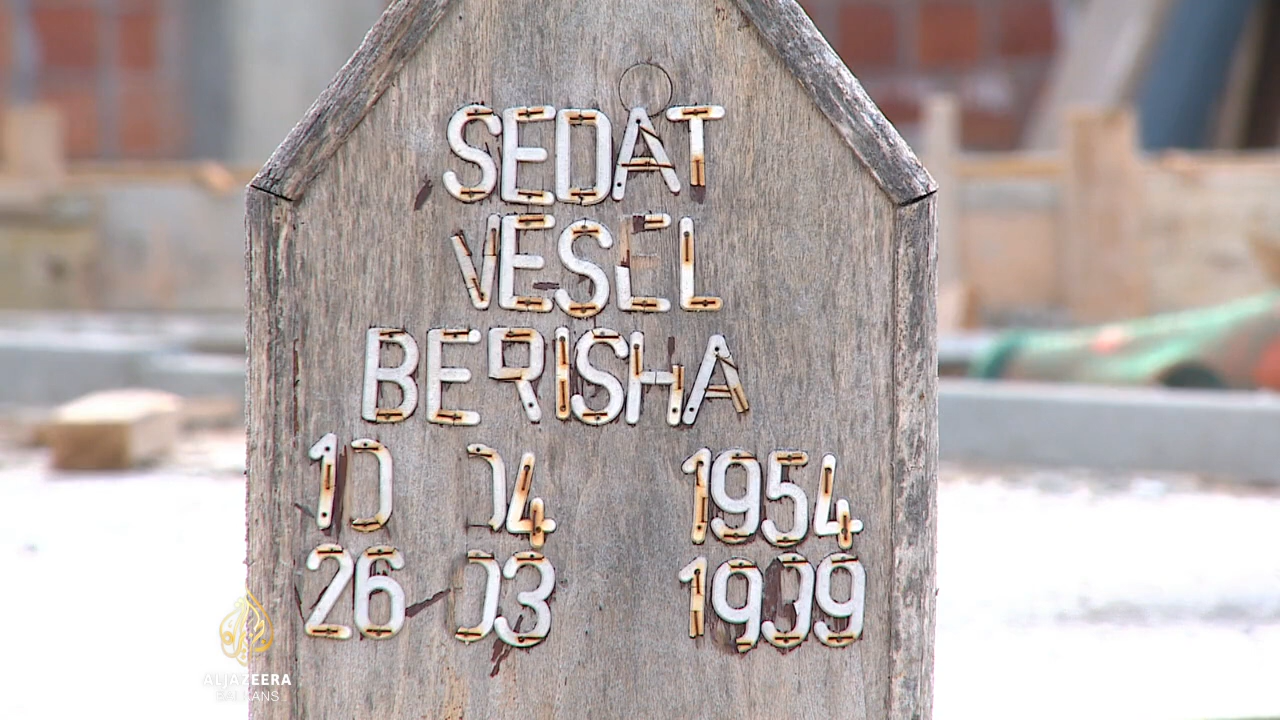 SEDAT
VESEL
BERISHA
10 04 1954
26 03 1999
ALJAZEERA
BALKANS